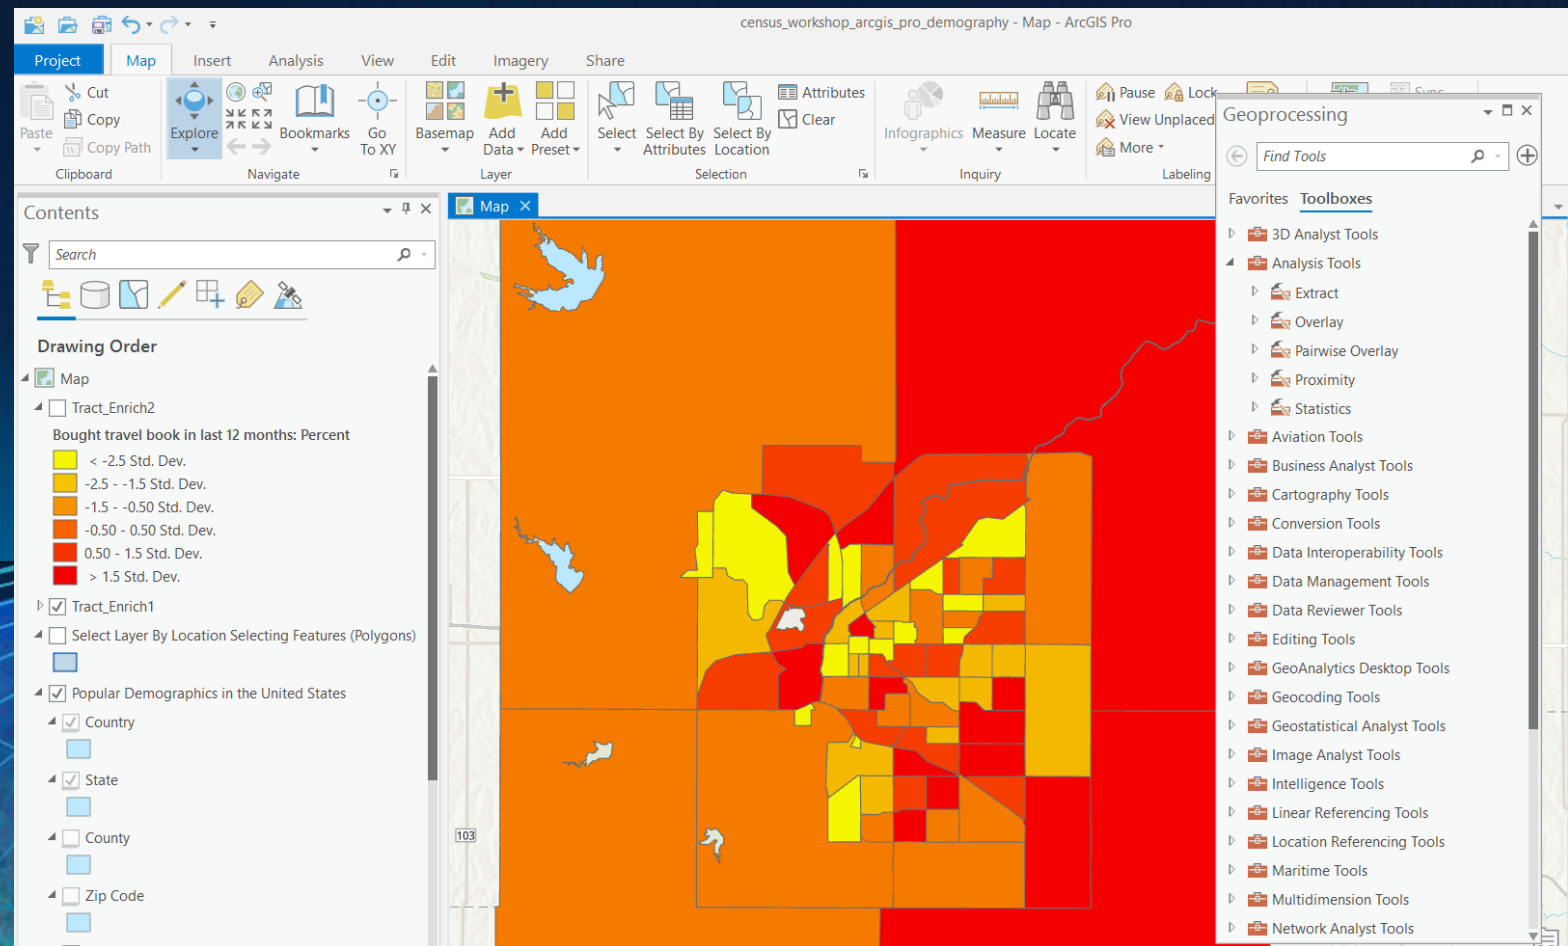 census_workshop_arcgis_pro_demography - Map - ArcGIS Pro
Project Map Insert Analysis View Edit Imagery Share
Paste
Cut
Copy
Copy Path
Clipboard
Explore
Bookmarks
Go
To XY
Navigate
Basemap
Add
Data
Add
Preset
Layer
Select
Select By
Attributes
Select By
Location
Attributes
Clear
Selection
Infographics
Measure
Locate
Inquiry
Pause Lock
View Unplaced
More
Labeling
Sync
Contents
Search
Drawing Order
Map
Tract_Enrich2
Bought travel book in last 12 months: Percent
< -2.5 Std. Dev.
-2.5 - -1.5 Std. Dev.
-1.5 - -0.50 Std. Dev.
-0.50 - 0.50 Std. Dev.
0.50 - 1.5 Std. Dev.
> 1.5 Std. Dev.
Tract_Enrich1
Select Layer By Location Selecting Features (Polygons)
Popular Demographics in the United States
Country
State
County
Zip Code
Map
103
Geoprocessing
Find Tools
Favorites Toolboxes
3D Analyst Tools
Analysis Tools
Extract
Overlay
Pairwise Overlay
Proximity
Statistics
Aviation Tools
Business Analyst Tools
Cartography Tools
Conversion Tools
Data Interoperability Tools
Data Management Tools
Data Reviewer Tools
Editing Tools
GeoAnalytics Desktop Tools
Geocoding Tools
Geostatistical Analyst Tools
Image Analyst Tools
Intelligence Tools
Linear Referencing Tools
Location Referencing Tools
Maritime Tools
Multidimension Tools
Network Analyst Tools